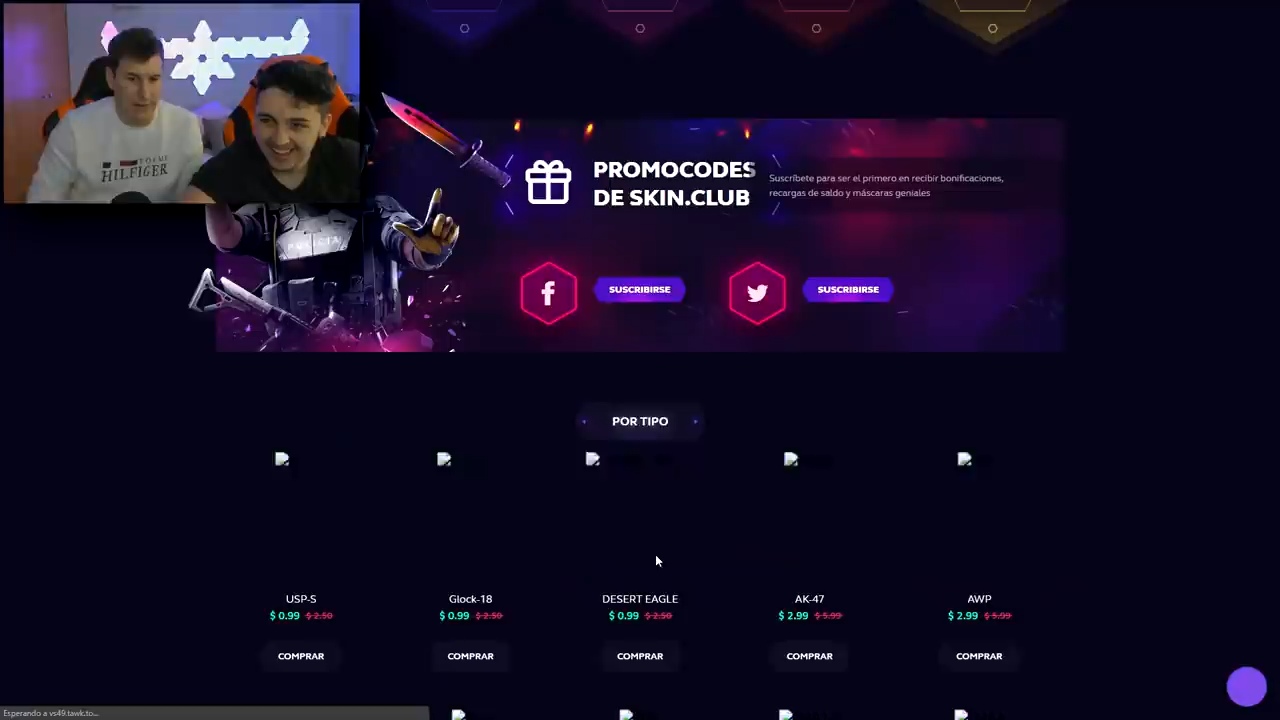 HILFIGER
POLICIA
PROMOCODES
DE SKIN.CLUB
Suscríbete para ser el primero en recibir bonificaciones,
recargas de saldo y máscaras geniales
SUSCRIBIRSE
SUSCRIBIRSE
POR TIPO
USP-S
$ 0.99 $ 2.50
COMPRAR
Glock-18
$ 0.99 $ 2.50
COMPRAR
DESERT EAGLE
$ 0.99 $ 2.50
COMPRAR
AK-47
$ 2.99 $ 5.99
COMPRAR
AWP
$ 2.99 $ 5.99
COMPRAR
Esperando a vs49.tawk.to...